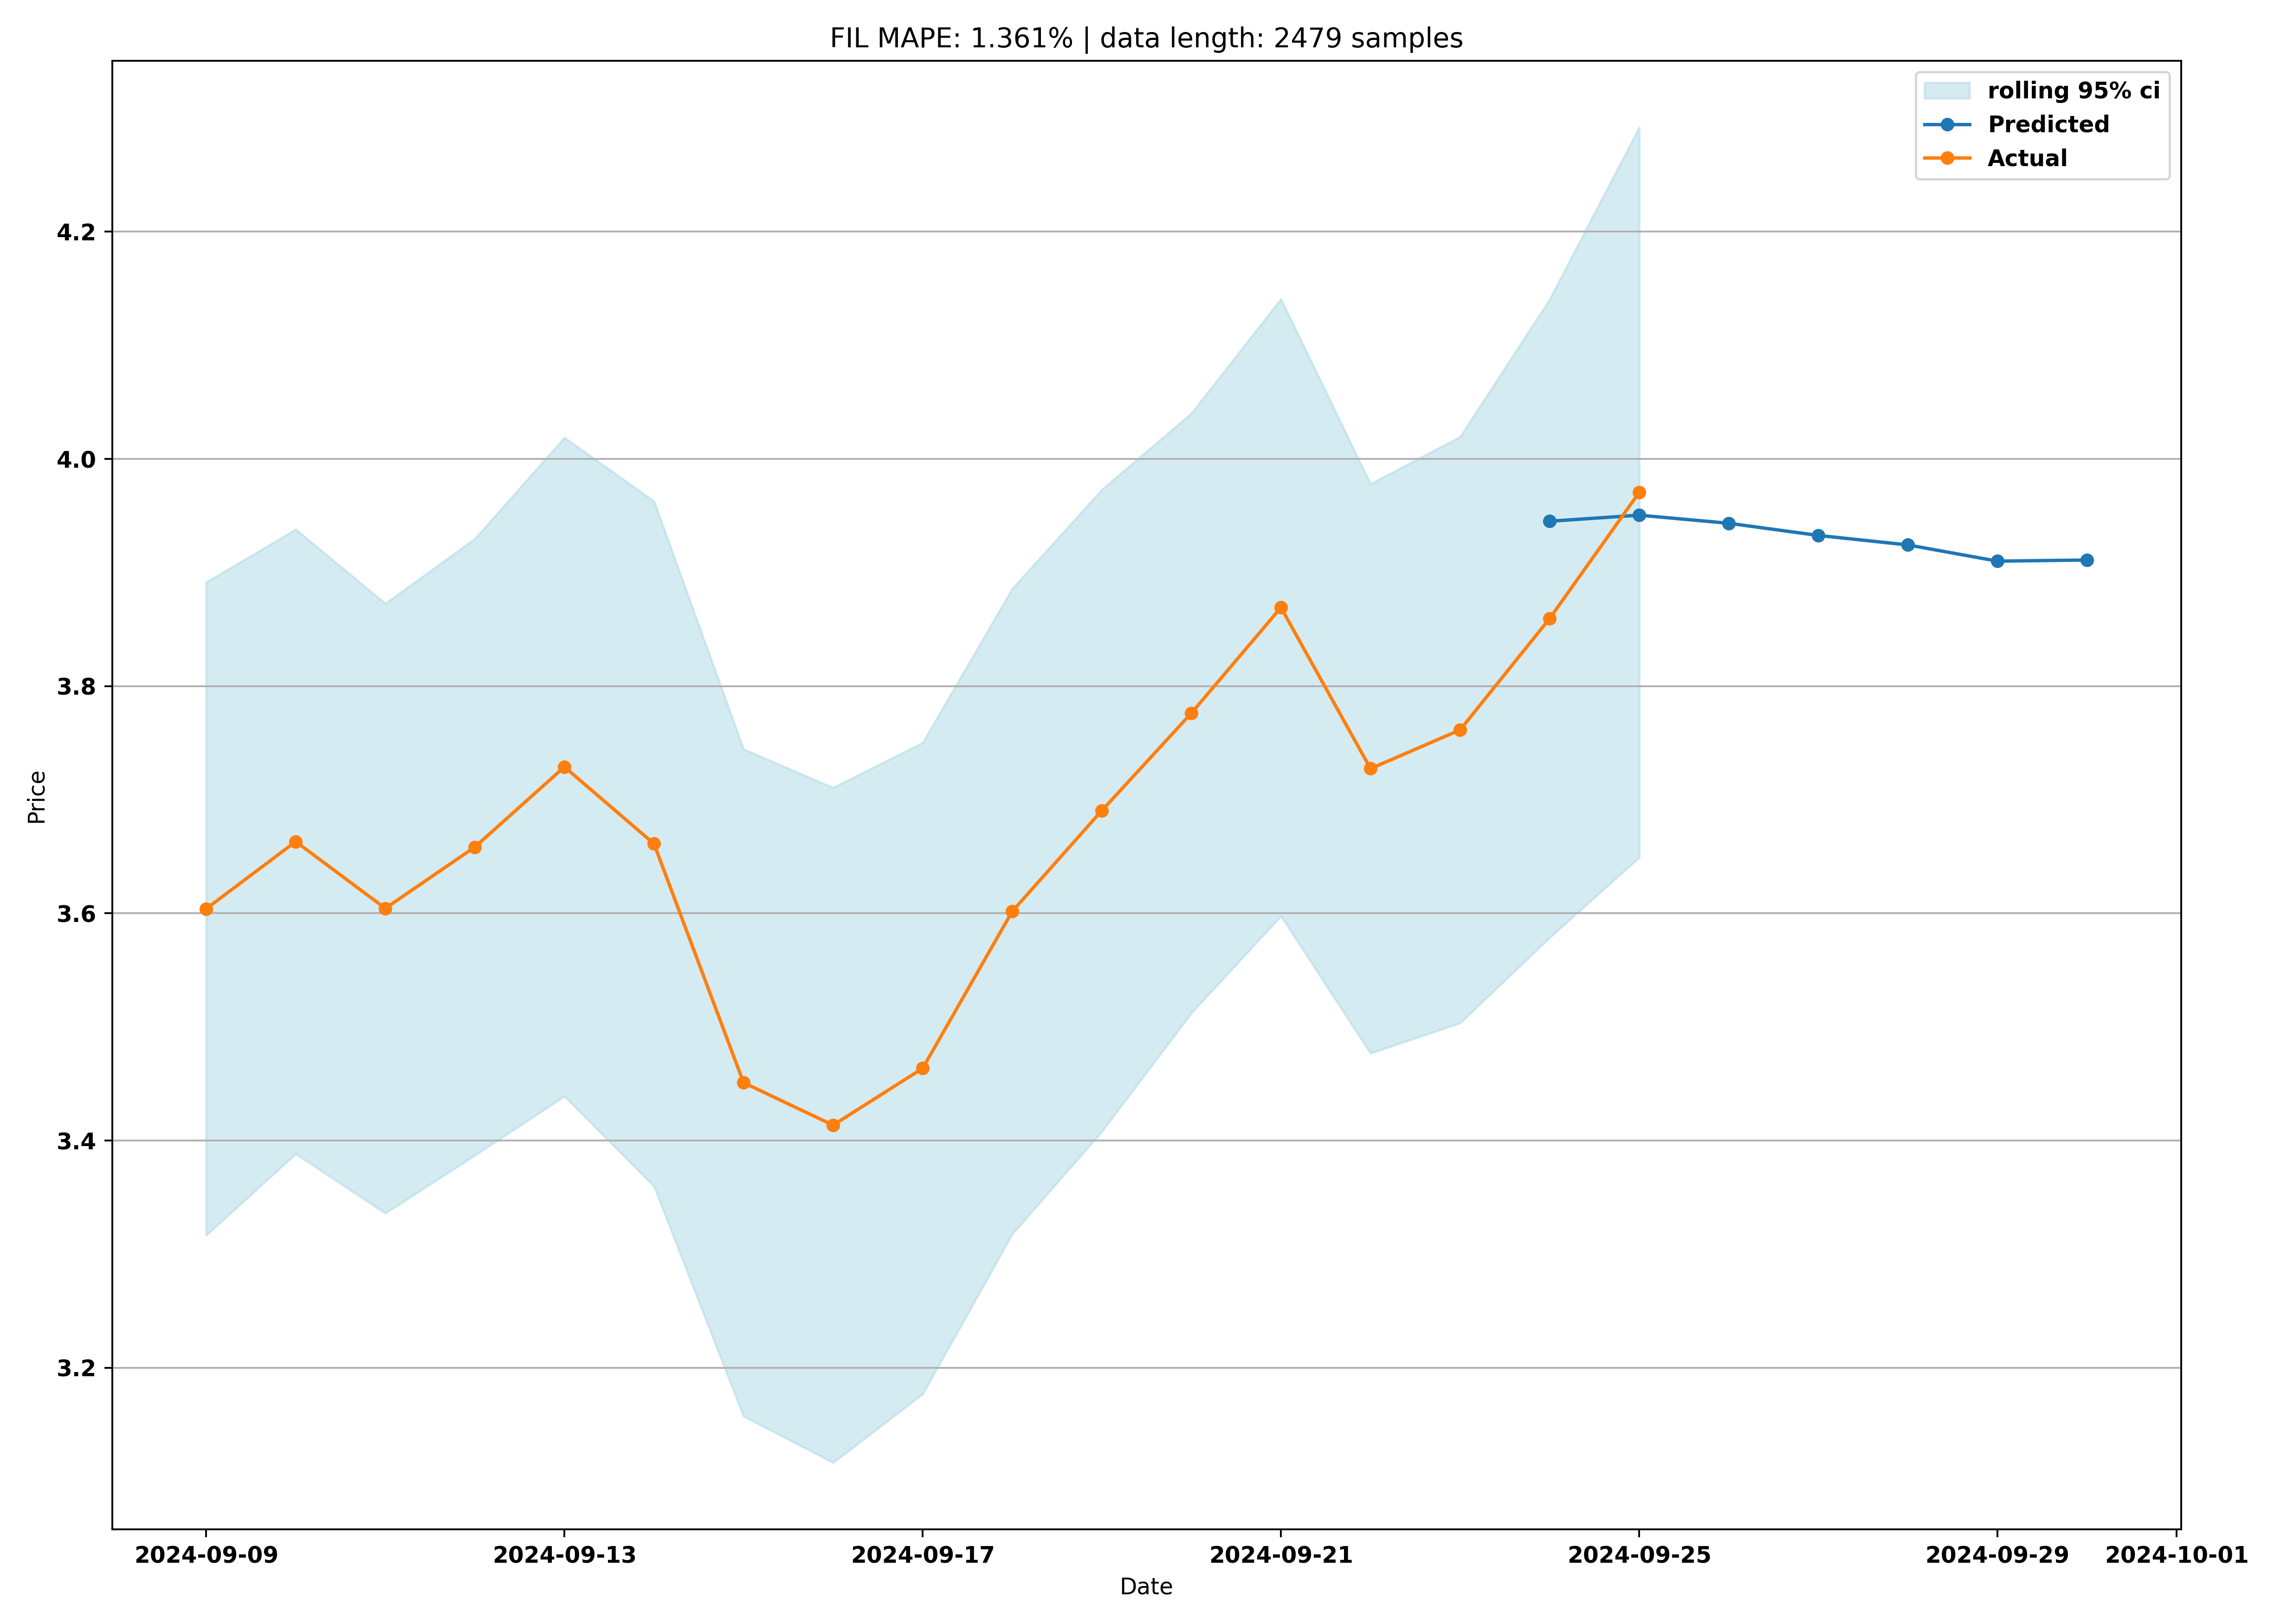 FIL MAPE: 1.361% | data length: 2479 samples
rolling 95% ci
Predicted
Actual
4.2
4.0
3.8
3.6
3.4
3.2
Price
2024-09-09 2024-09-13 2024-09-17 2024-09-21 2024-09-25 2024-09-29 2024-10-01
Date